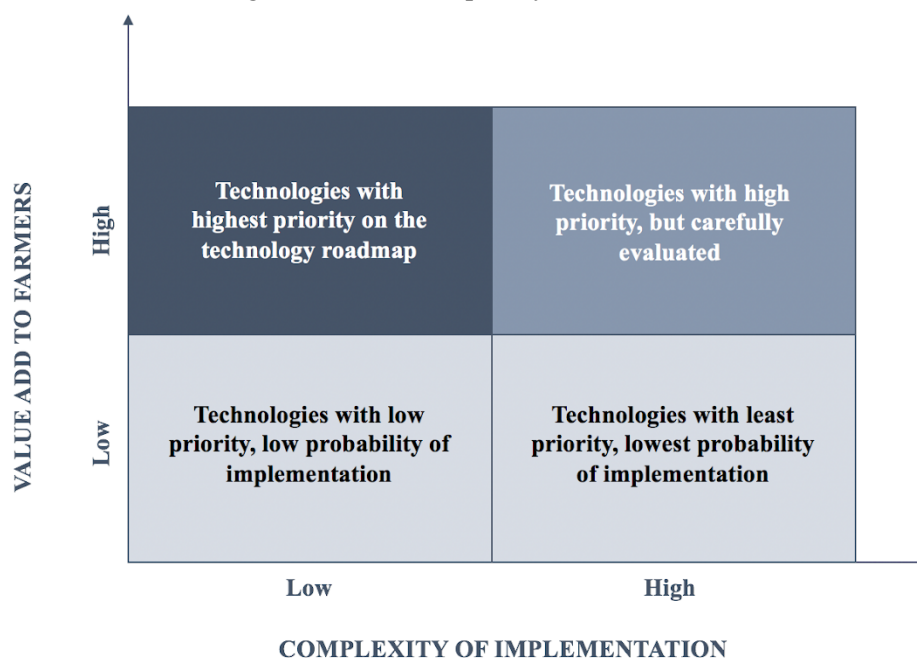 VALUE ADD TO FARMERS
High
Technologies with
highest priority on the
technology roadmap
Technologies with high
priority, but carefully
evaluated
Low
Technologies with low
priority, low probability of
implementation
Technologies with least
priority, lowest probability
of implementation
Low
High
COMPLEXITY OF IMPLEMENTATION